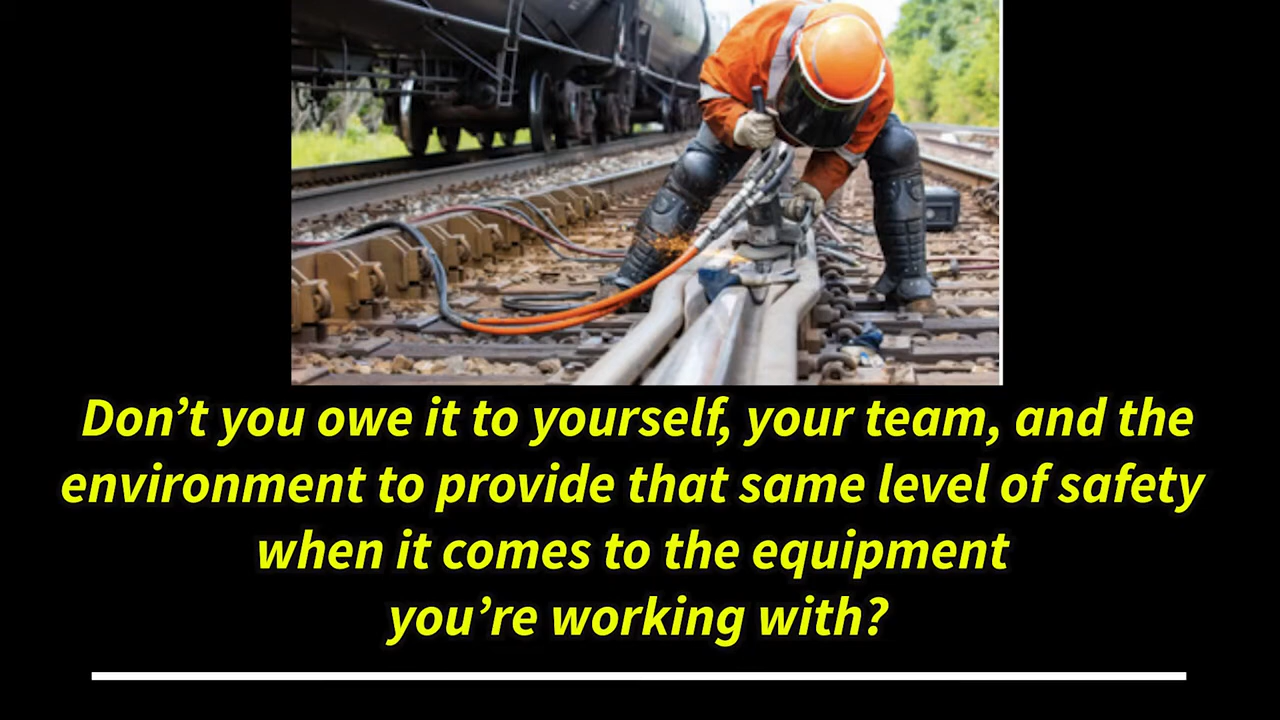 Don’t you owe it to yourself, your team, and the
environment to provide that same level of safety
when it comes to the equipment
you’re working with?